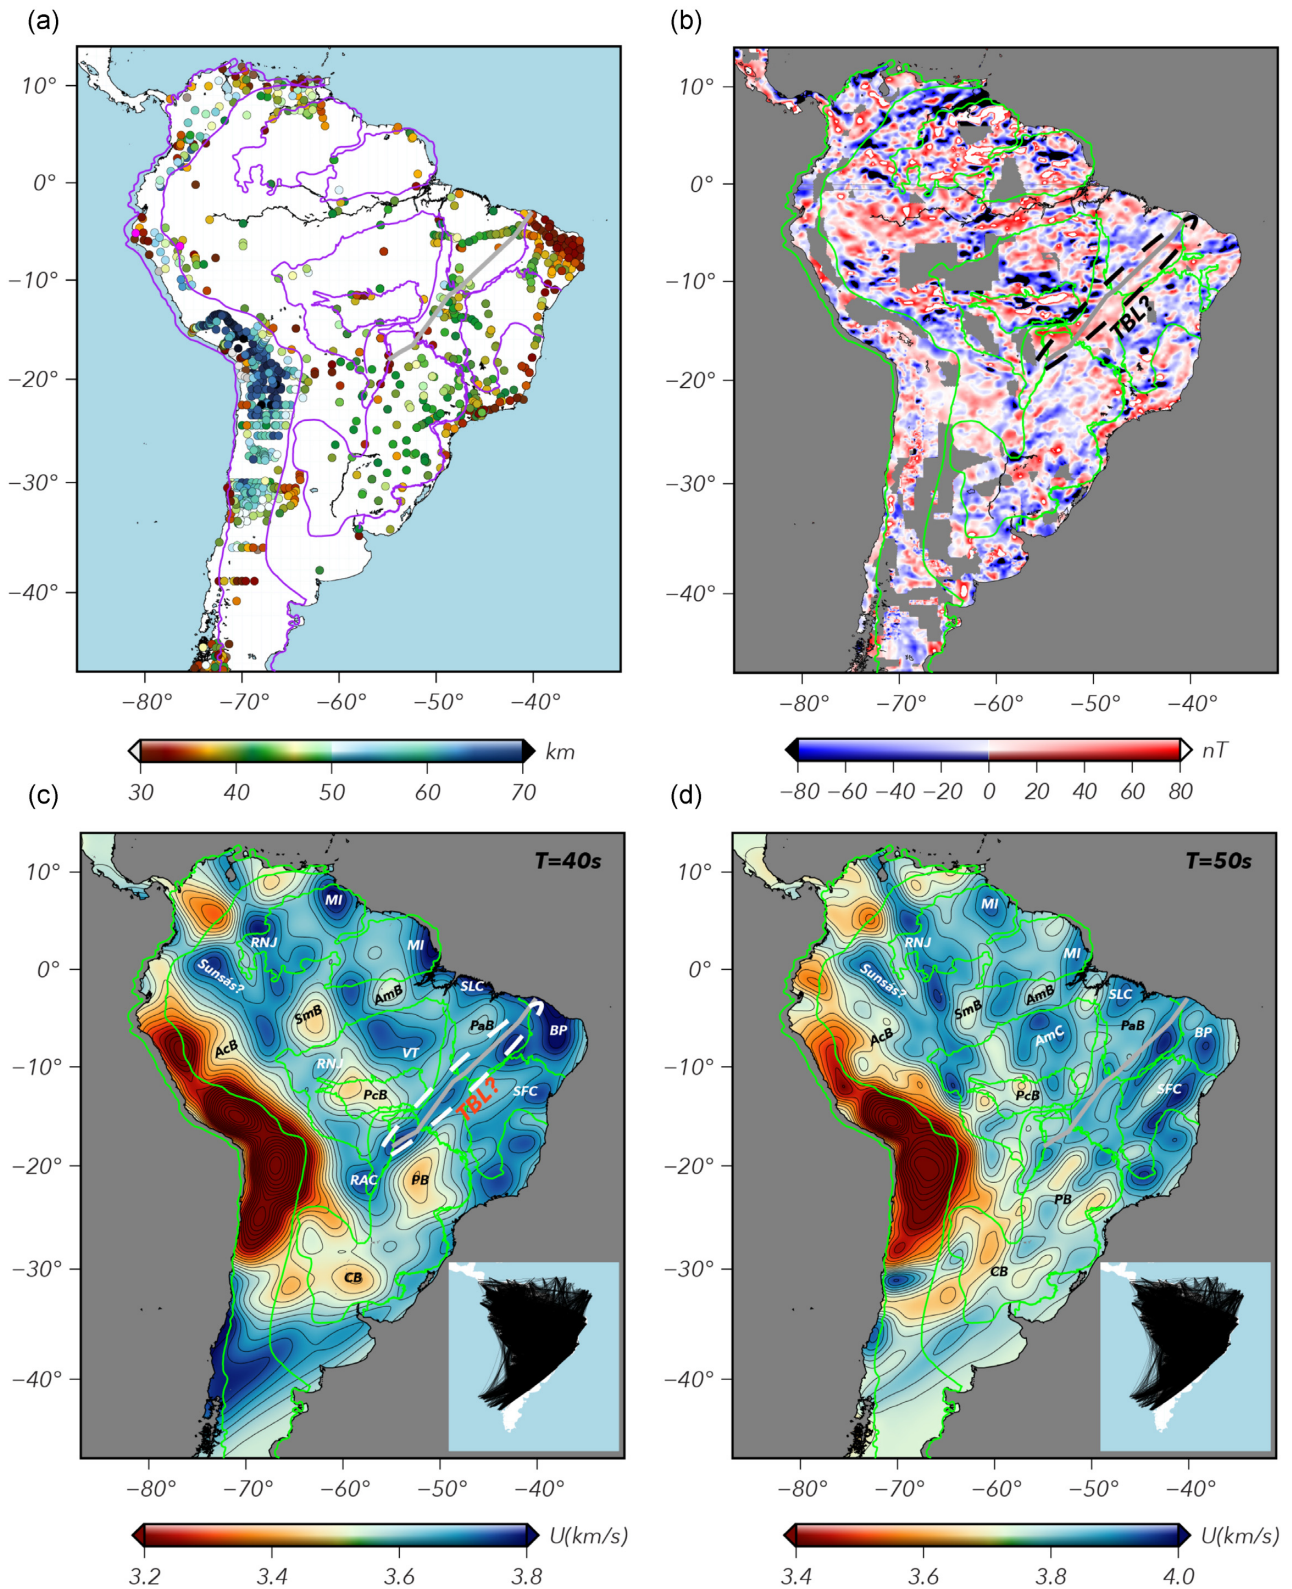 (a)
(b)
10°
0°
−10°
−20°
−30°
−40°
−80°
−70°
−60°
−50°
−40°
km
30
40
50
60
70
10°
0°
−10°
−20°
−30°
−40°
TBL?
−80°
−70°
−60°
−50°
−40°
nT
−80
−60
−40
−20
0
20
40
60
80
(c)
(d)
T=40s
10°
0°
−10°
−20°
−30°
−40°
MI
RNJ
MI
Sunsás?
SLC
AmB
SmB
PaB
BP
AcB
VT
RNJ
PcB
SFC
TBL?
RAC
PB
CB
−80°
−70°
−60°
−50°
−40°
U(km/s)
3.2
3.4
3.6
3.8
T=50s
10°
0°
−10°
−20°
−30°
−40°
MI
RNJ
MI
Sunsás?
SLC
AmB
SmB
PaB
BP
AcB
AmC
PcB
SFC
PB
CB
−80°
−70°
−60°
−50°
−40°
U(km/s)
3.4
3.6
3.8
4.0